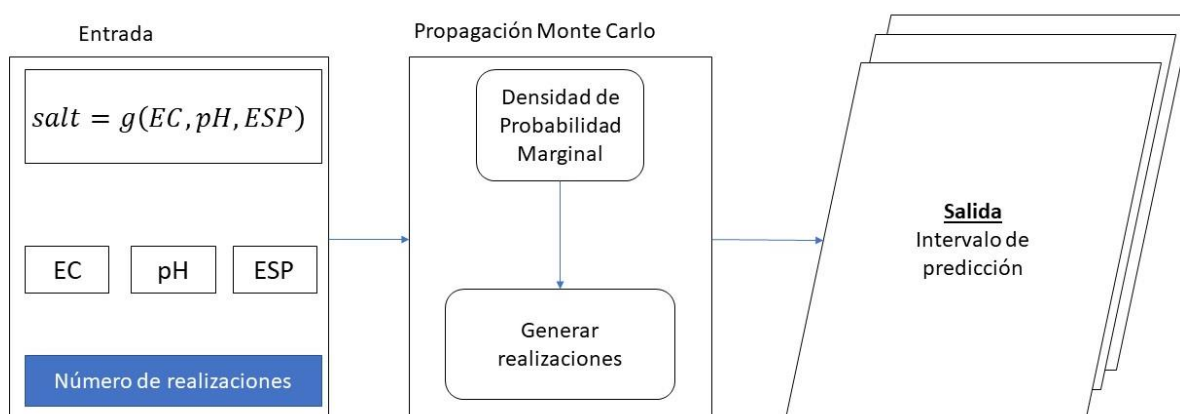 Entrada
salt = g(EC, pH, ESP)
EC
pH
ESP
Número de realizaciones
Propagación Monte Carlo
Densidad de
Probabilidad
Marginal
Generar
realizaciones
Salida
Intervalo de
predicción